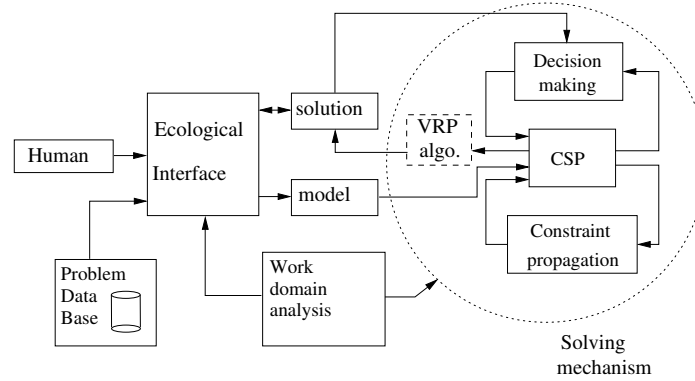 Decision
making
solution
VRP
algo.
Ecological
Interface
Human
CSP
model
Constraint
propagation
Work
domain
analysis
Problem
Data
Base
Solving
mechanism